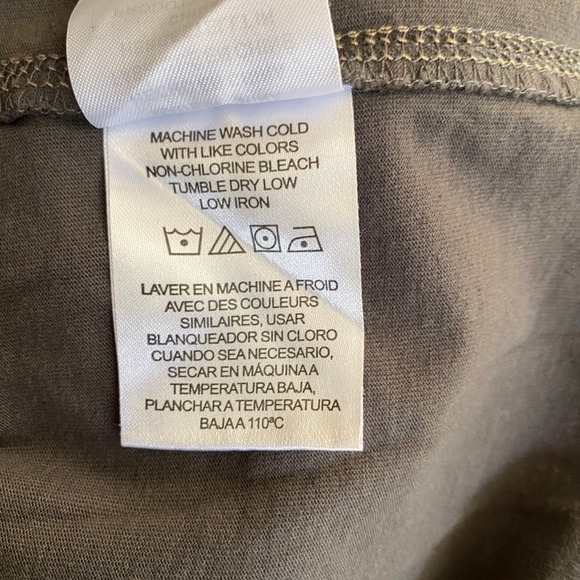 MACHINE WASH COLD
WITH LIKE COLORS
NON-CHLORINE BLEACH
TUMBLE DRY LOW
LOW IRON
LAVER EN MACHINE A FROID
AVEC DES COULEURS
SIMILAIRES, USAR
BLANQUEADOR SIN CLORO
CUANDO SEA NECESARIO,
SECAR EN MÁQUINA A
TEMPERATURA BAJA,
PLANCHAR A TEMPERATURA
BAJA A 110ªC